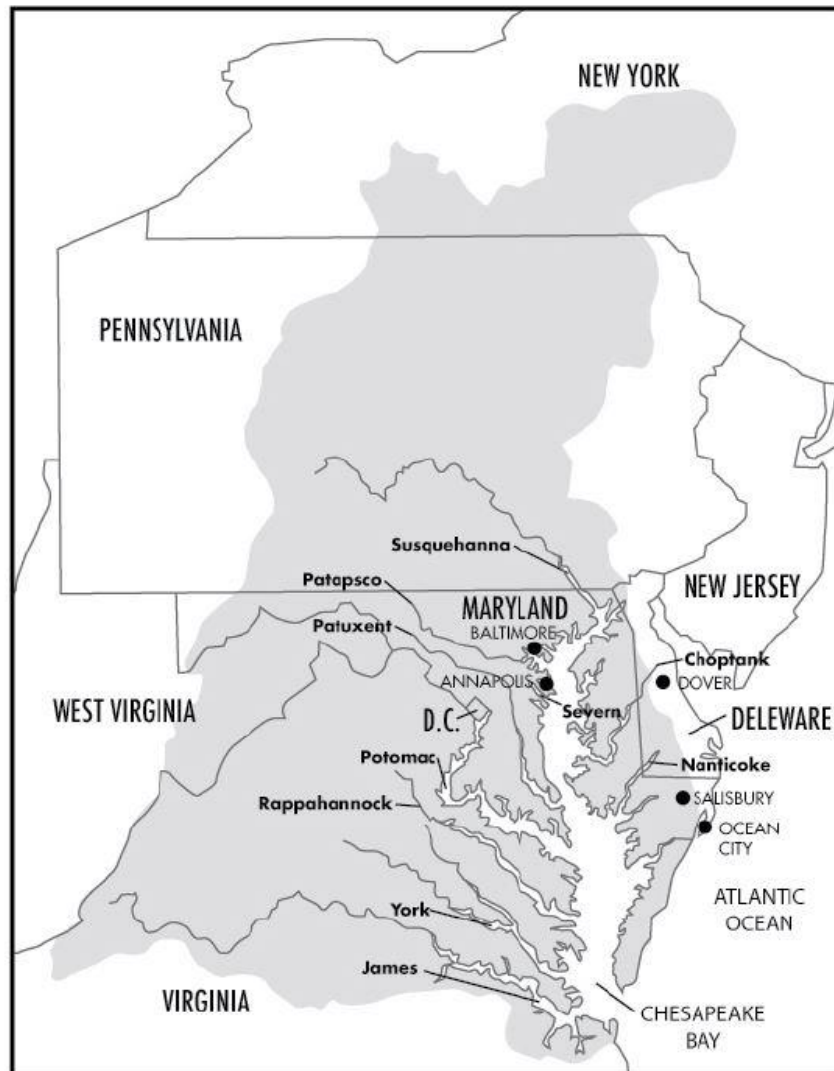 NEW YORK
PENNSYLVANIA
Susquehanna
Patapsco
MARYLAND
NEW JERSEY
BALTIMORE
Patuxent
Choptank
ANNAPOLIS
DOVER
WEST VIRGINIA
D.C.
Severn
DELEWARE
Potomac
Nanticoke
Rappahannock
SALISBURY
OCEAN
CITY
ATLANTIC
OCEAN
York
James
VIRGINIA
CHESAPEAKE
BAY